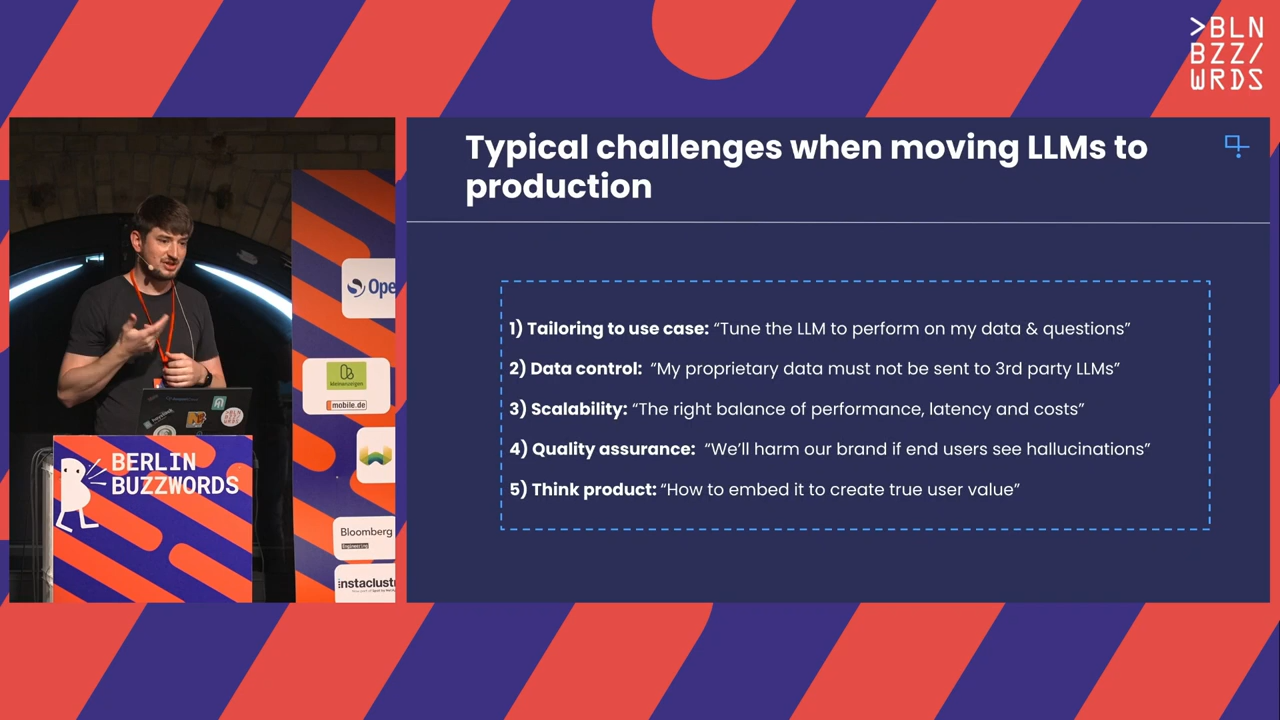 >BLN
BZZ/
WRDS
Typical challenges when moving LLMs to
production
1) Tailoring to use case: “Tune the LLM to perform on my data & questions”
2) Data control: “My proprietary data must not be sent to 3rd party LLMs”
3) Scalability: “The right balance of performance, latency and costs”
4) Quality assurance: “We’ll harm our brand if end users see hallucinations”
5) Think product: “How to embed it to create true user value”
Ope
kleinanzeigen
mobile.de
BERLIN
BUZZWORDS
Bloomberg
Engineering
instaclust